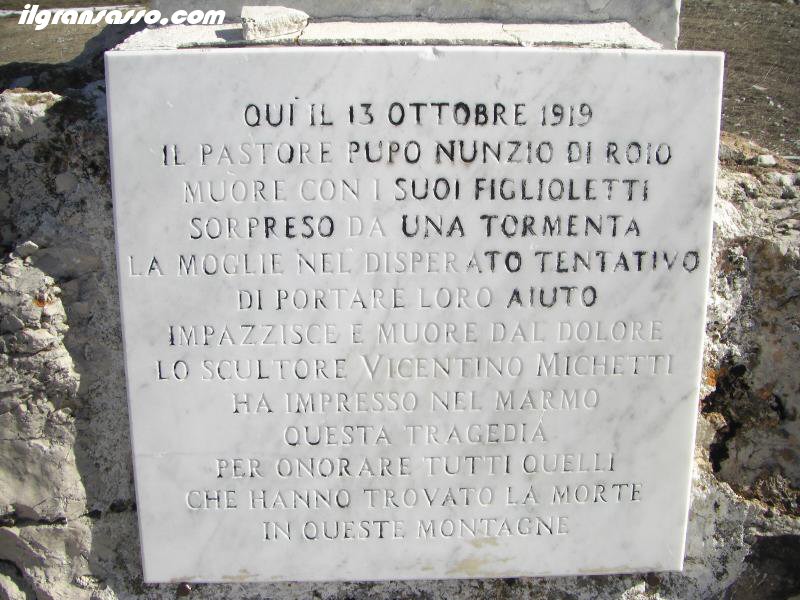 ilgransasso.com
QUI IL 13 OTTOBRE 1919
IL PASTORE PUPO NUNZIO DI ROIO
MUORE CON I SUOI FIGLIOLETTI
SORPRESO DA UNA TORMENTA
LA MOGLIE NEL DISPERATO TENTATIVO
DI PORTARE LORO AIUTO
IMPAZZISCE E MUORE DAL DOLORE
LO SCULTORE VICENTINO MICHETTI
HA IMPRESSO NEL MARMO
QUESTA TRAGEDIA
PER ONORARE TUTTI QUELLI
CHE HANNO TROVATO LA MORTE
IN QUESTE MONTAGNE